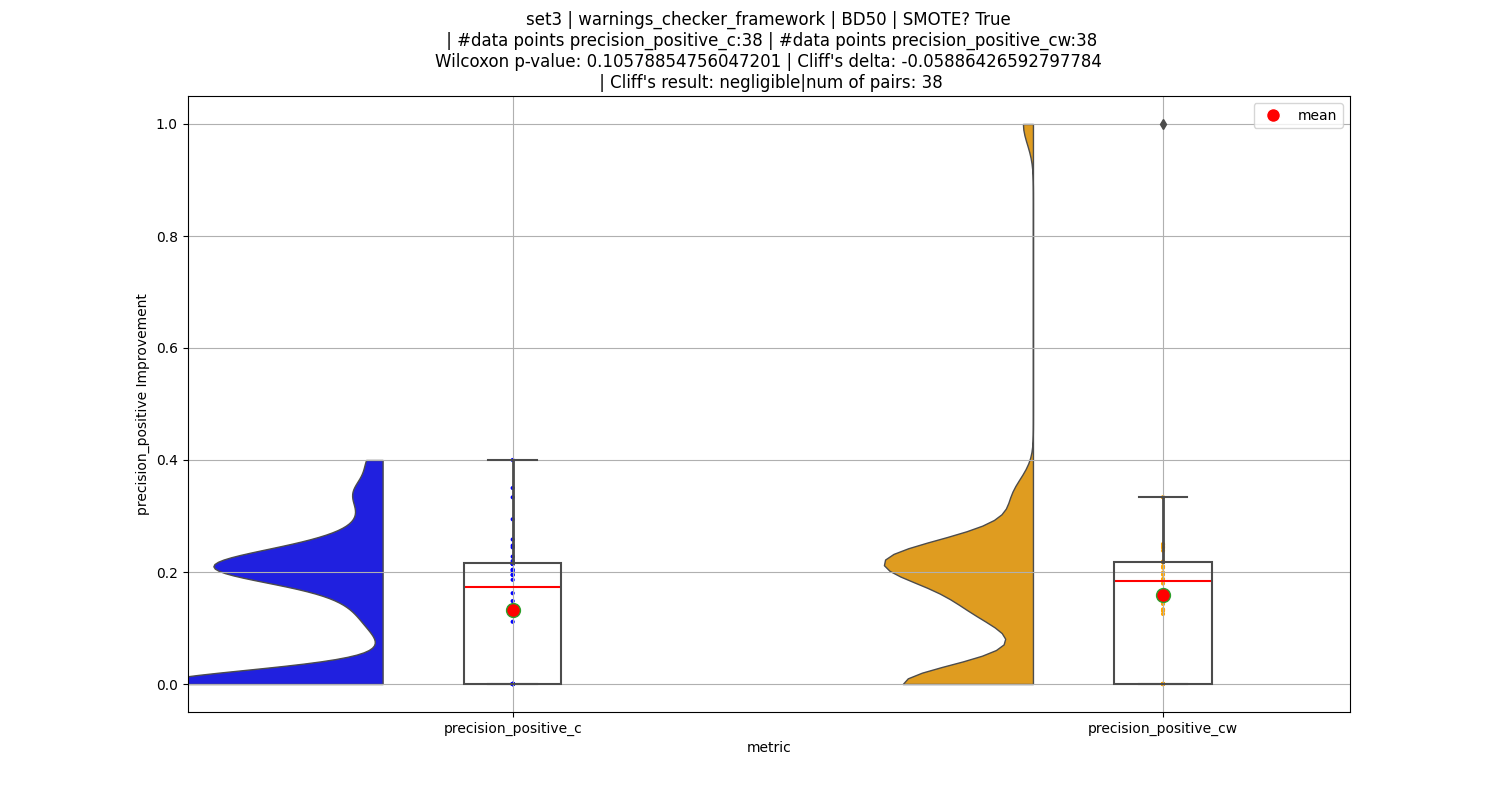 set3 | warnings_checker_framework | BD50 | SMOTE? True
| #data points precision_positive_c:38 | #data points precision_positive_cw:38
Wilcoxon p-value: 0.10578854756047201 | Cliff's delta: -0.05886426592797784
| Cliff's result: negligible|num of pairs: 38
mean
1.0
0.8
0.6
0.4
0.2
0.0
precision_positive Improvement
precision_positive_c
precision_positive_cw
metric